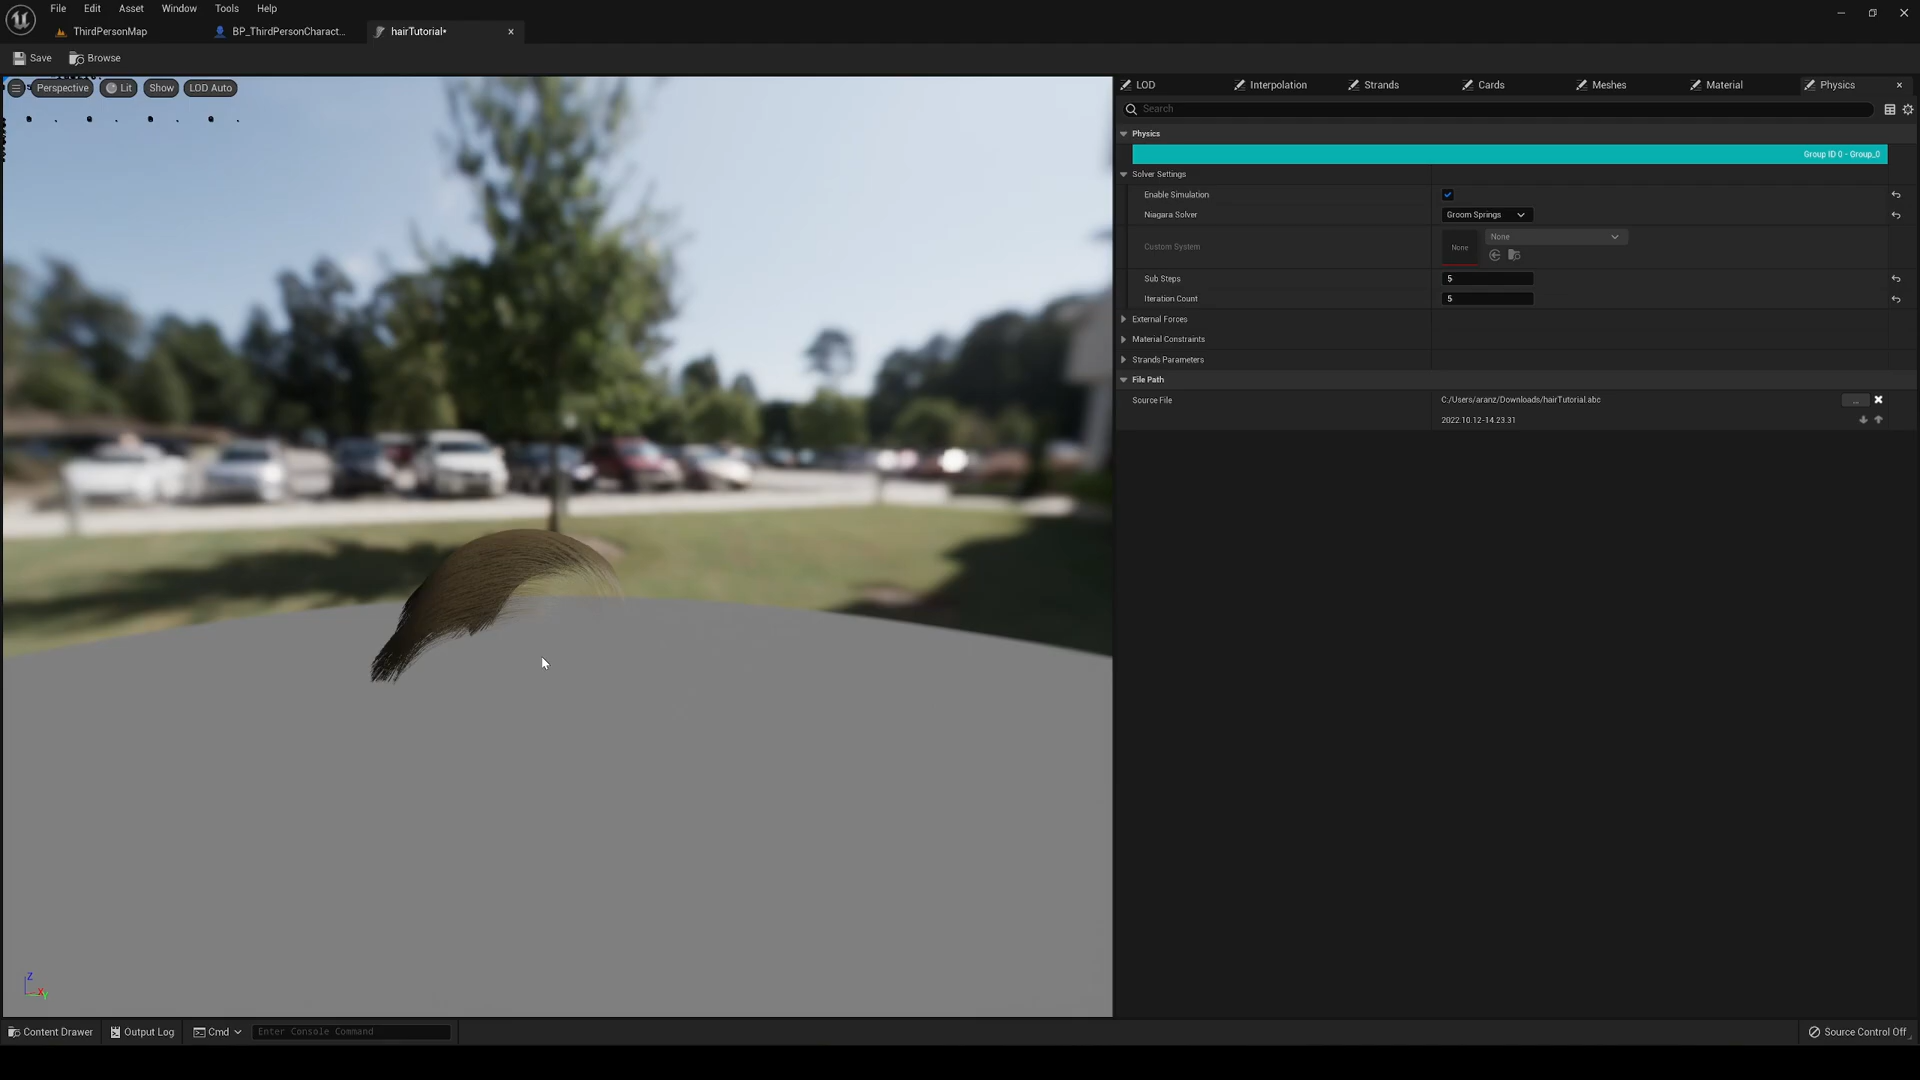 File Edit Asset Window Tools Help
ThirdPersonMap BP_ThirdPersonCharact... hairTutorial*
Save Browse
Perspective Lit Show LOD Auto
LOD Interpolation Strands Cards Meshes Material Physics
Search
Physics
Group ID 0 - Group_0
Solver Settings
Enable Simulation
Niagara Solver Groom Springs
Custom System None None
Sub Steps 5
Iteration Count 5
External Forces
Material Constraints
Strands Parameters
File Path
Source File C:/Users/aranz/Downloads/hairTutorial.abc ...
2022.10.12-14.23.31
Z
X
Y
Content Drawer Output Log Cmd Enter Console Command Source Control Off